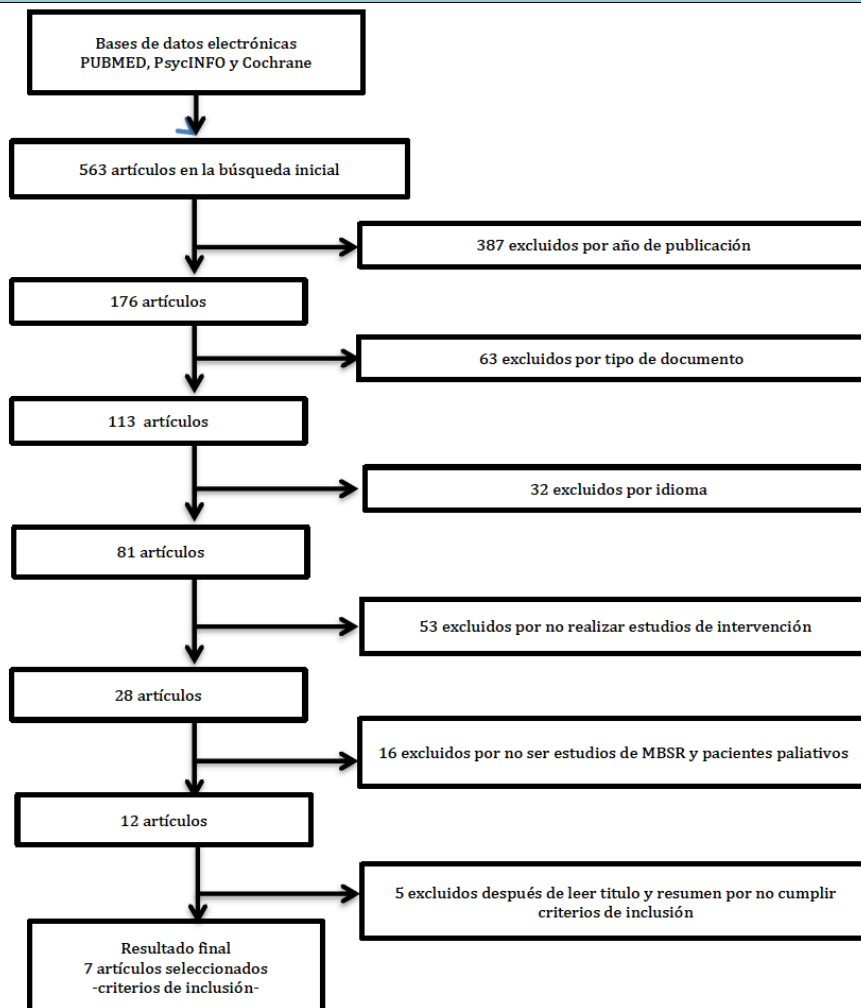 Bases de datos electrónicas
PUBMED, PsycINFO y Cochrane
563 artículos en la búsqueda inicial
387 excluidos por año de publicación
176 artículos
63 excluidos por tipo de documento
113 artículos
32 excluidos por idioma
81 artículos
53 excluidos por no realizar estudios de intervención
28 artículos
16 excluidos por no ser estudios de MBSR y pacientes paliativos
12 artículos
5 excluidos después de leer titulo y resumen por no cumplir
criterios de inclusión
Resultado final
7 artículos seleccionados
-criterios de inclusión-